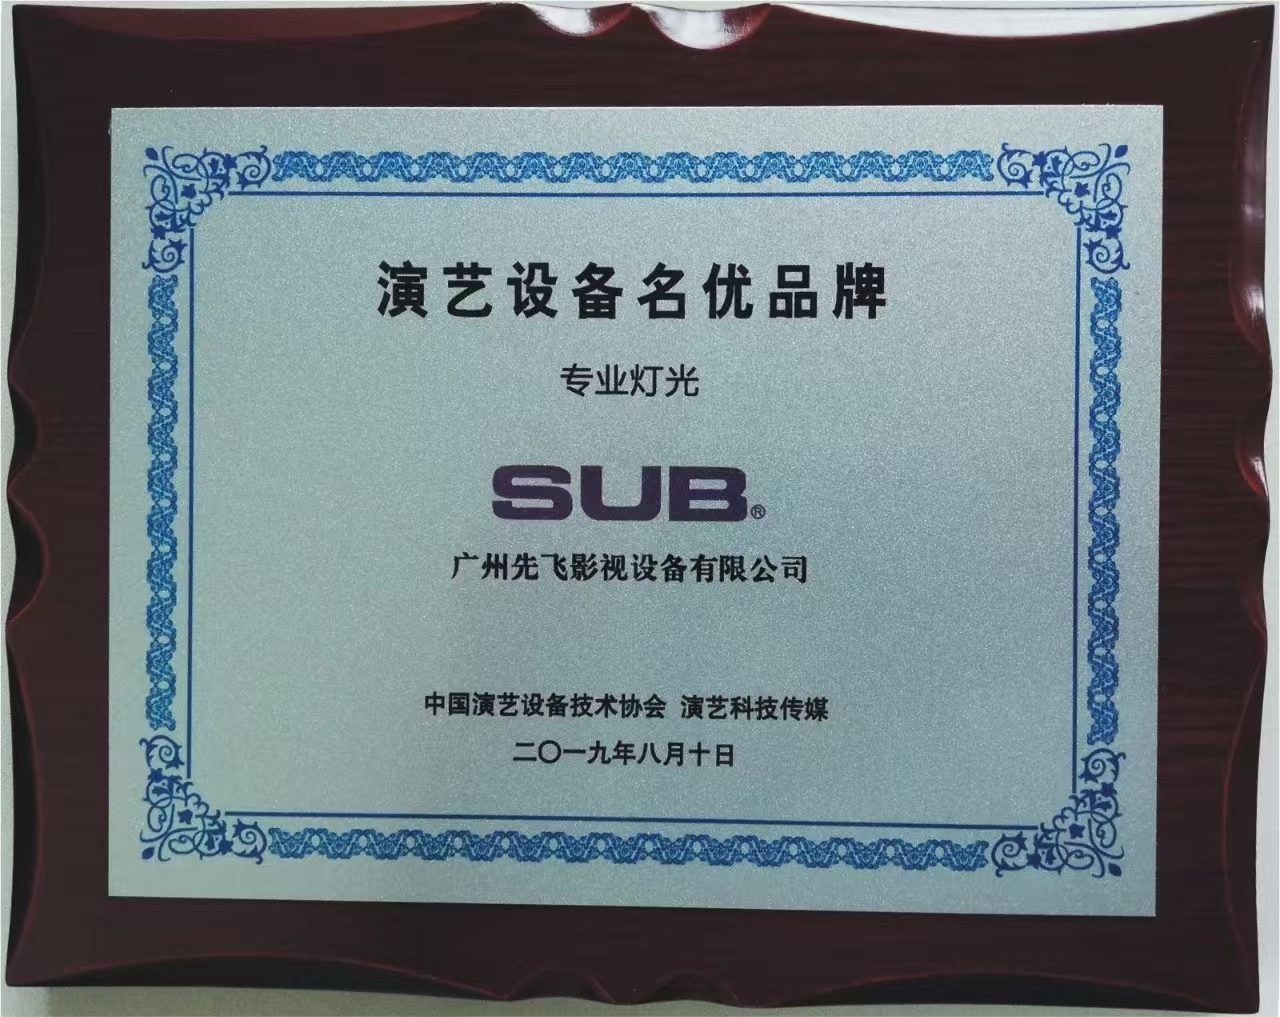 演艺设备名优品牌
专业灯光
SUB®
广州先飞影视设备有限公司
中国演艺设备技术协会 演艺科技传媒
二〇一九年八月十日